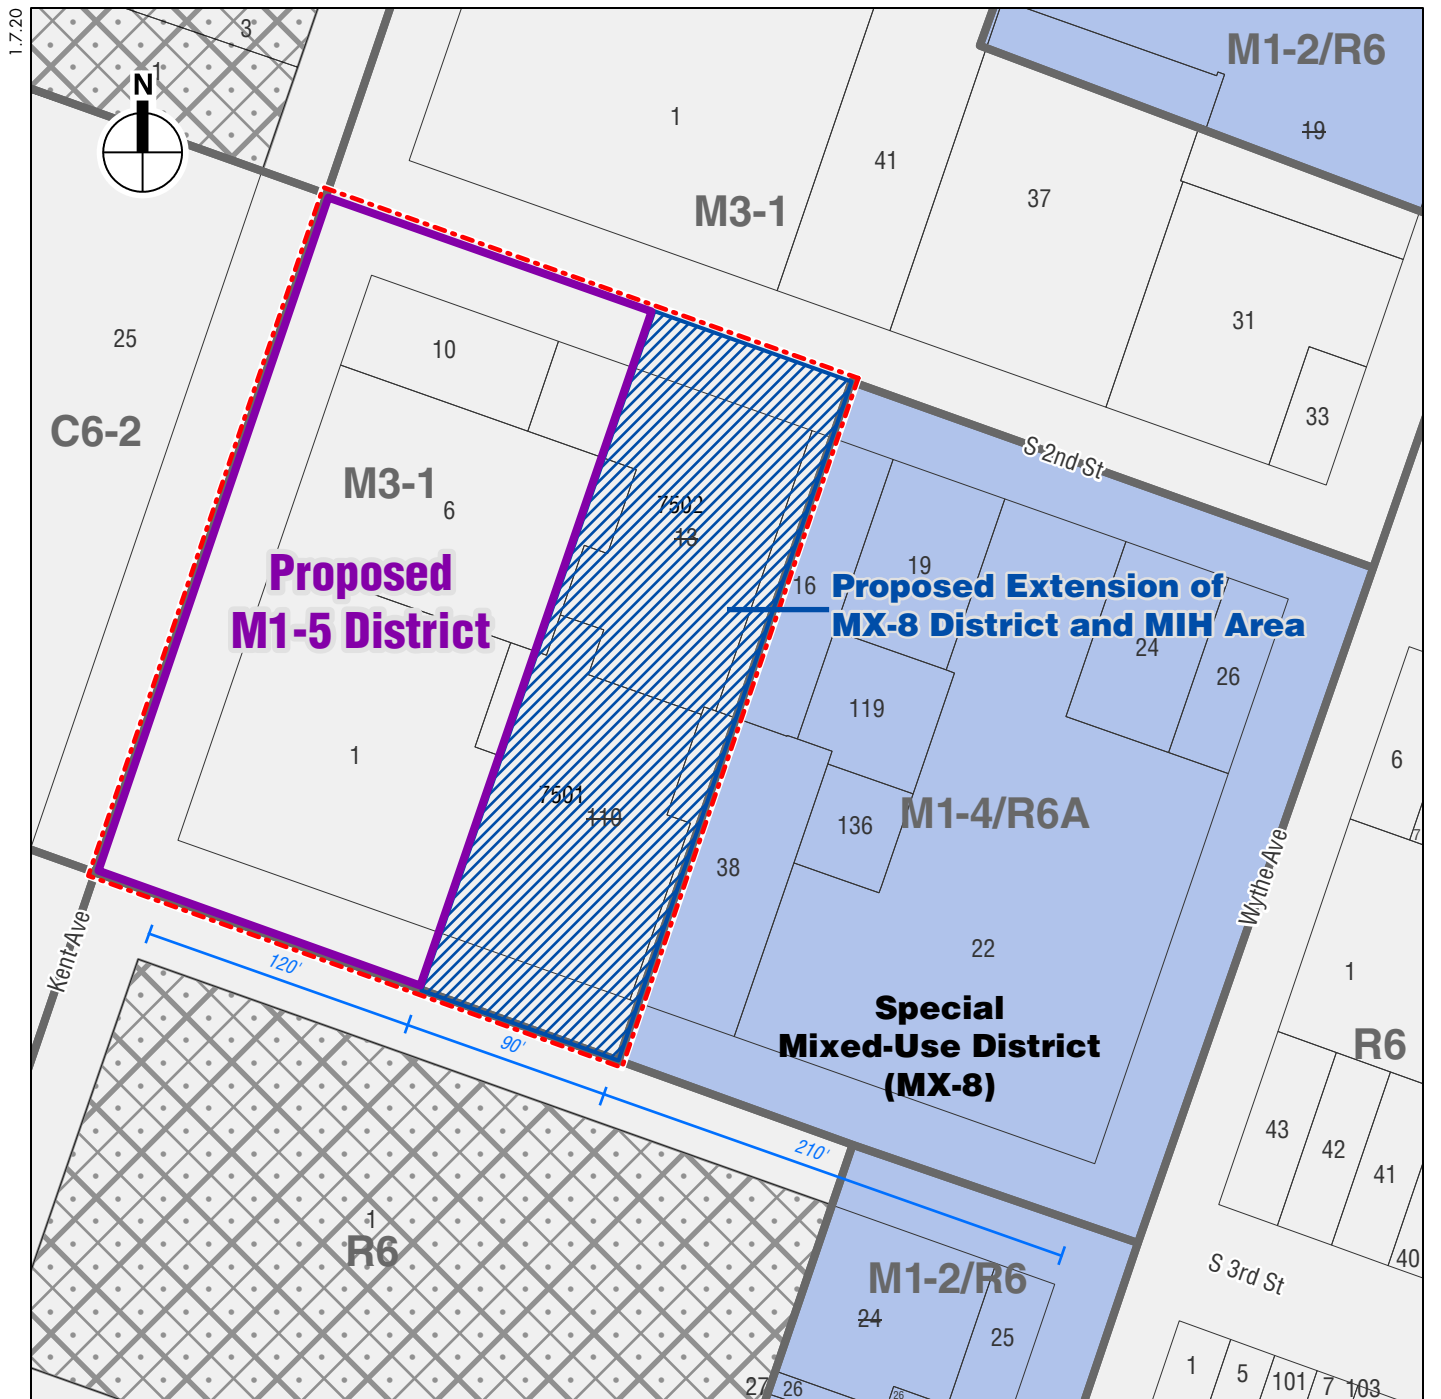 1.7.20
3
1
N
M1-2/R6
19
1
41
37
M3-1
31
33
25
10
C6-2
M3-1
6
S 2nd St
7502
13
Proposed
M1-5 District
16
19
Proposed Extension of
MX-8 District and MIH Area
24
26
119
1
7501
110
136
M1-4/R6A
38
6
7
Wythe Ave
22
1
Kent Ave
120'
90'
210'
Special
Mixed-Use District
(MX-8)
R6
43
42
41
40
1
R6
M1-2/R6
24
25
S 3rd St
27
26
26
1
5
101
7
103